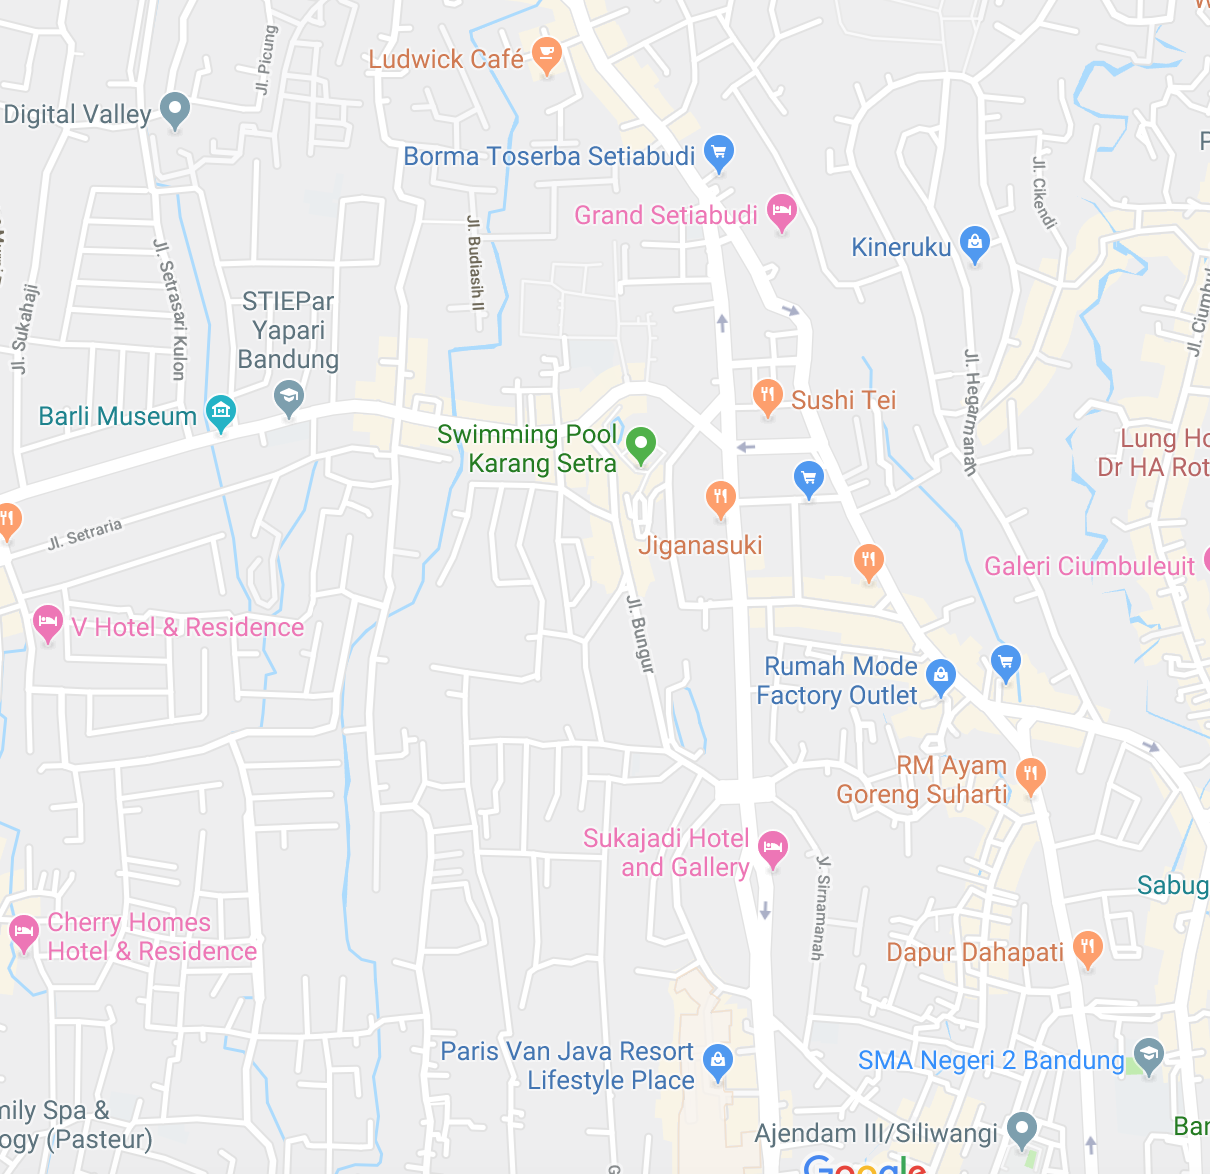 Ludwick Café
Jl. Picung
Digital Valley
Borma Toserba Setiabudi
Jl. Cikendi
Grand Setiabudi
Kineruku
Jl. Budiasih II
Jl. Setrasari Kulon
Jl. Sukahaji
STIEPar
Yapari
Bandung
Jl. Hegarmanah
Sushi Tei
Barli Museum
Swimming Pool
Karang Setra
Lung
Dr HA
Jl. Setraria
Jiganasuki
Galeri Ciumbuleuit
V Hotel & Residence
Jl. Bungur
Rumah Mode
Factory Outlet
RM Ayam
Goreng Suharti
Sukajadi Hotel
and Gallery
Jl. Sirnamanah
Sabug
Cherry Homes
Hotel & Residence
Dapur Dahapati
Paris Van Java Resort
Lifestyle Place
SMA Negeri 2 Bandung
mily Spa &
ogy (Pasteur)
Ajendam III/Siliwangi
Ban
Google